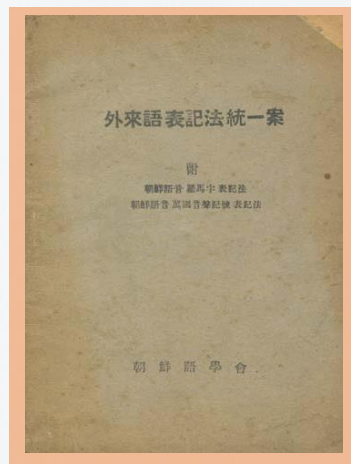 外來語表記法統一案
附
朝鮮語音 羅馬字 表記法
朝鮮語音 萬國音聲記號 表記法
朝鮮語學會